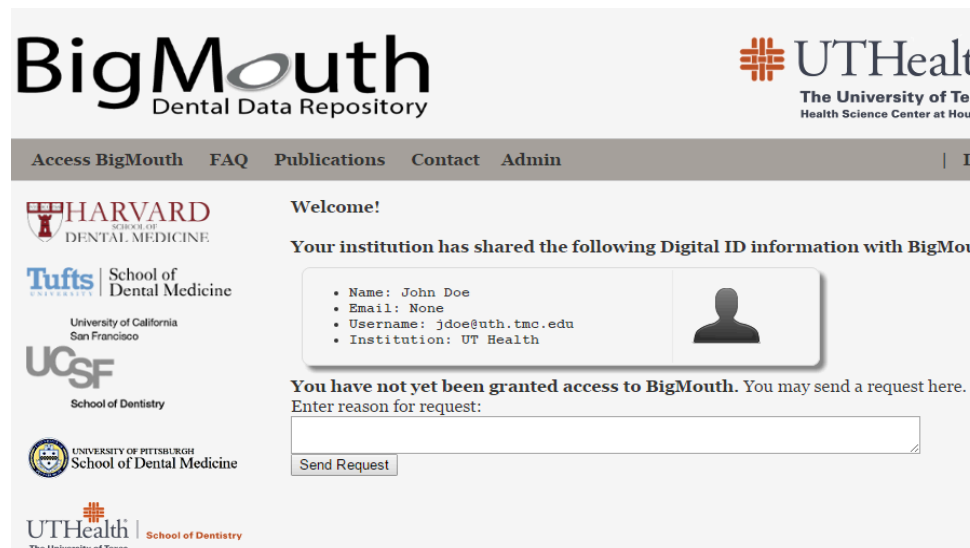 BigMouth
Dental Data Repository
UTHealt
The University of Te
Health Science Center at Hou
Access BigMouth FAQ Publications Contact Admin |
HARVARD
SCHOOL OF
DENTAL MEDICINE
Tufts School of
UNIVERSITY Dental Medicine
University of California
San Francisco
UCSF
School of Dentistry
UNIVERSITY OF PITTSBURGH
School of Dental Medicine
UTHealth School of Dentistry
The University of Texas
Welcome!
Your institution has shared the following Digital ID information with BigMou
• Name: John Doe
• Email: None
• Username: jdoe@uth.tmc.edu
• Institution: UT Health
You have not yet been granted access to BigMouth. You may send a request here.
Enter reason for request:
Send Request